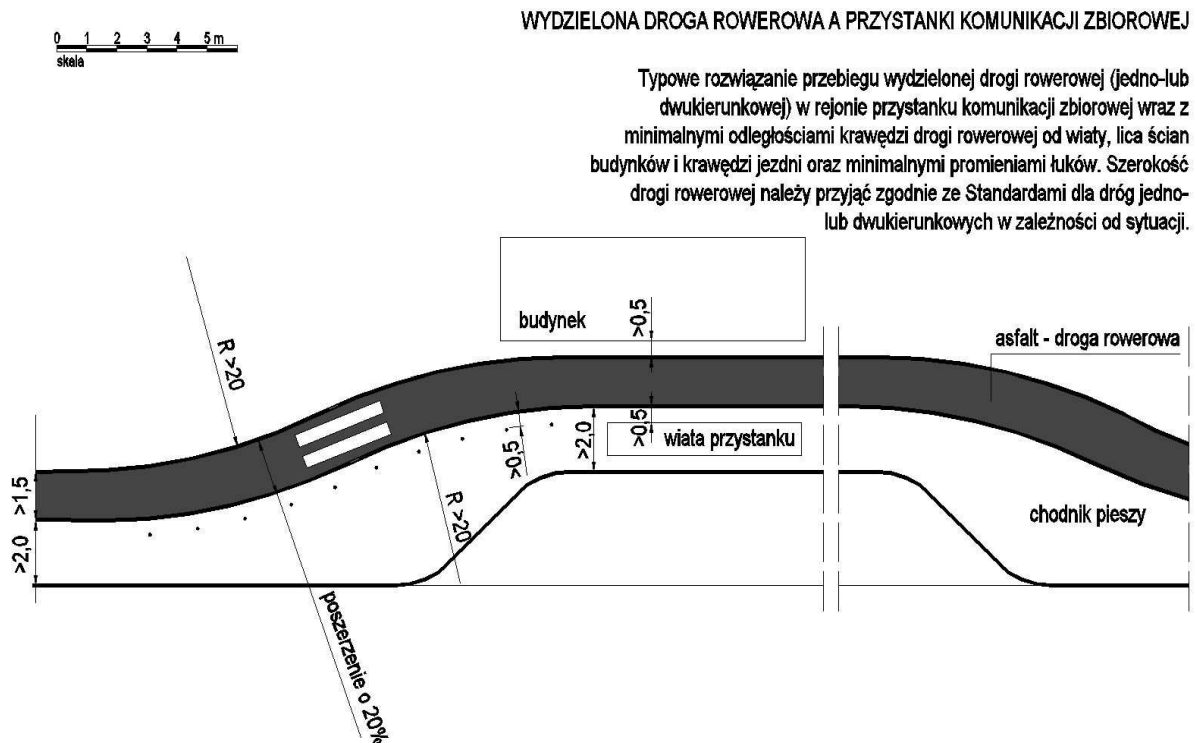 WYDZIELONA DROGA ROWEROWA A PRZYSTANKI KOMUNIKACJI ZBIOROWEJ
0 1 2 3 4 5 m
skala
Typowe rozwiązanie przebiegu wydzielonej drogi rowerowej (jedno-lub
dwukierunkowej) w rejonie przystanku komunikacji zbiorowej wraz z
minimalnymi odległościami krawędzi drogi rowerowej od wiaty, lica ścian
budynków i krawędzi jezdni oraz minimalnymi promieniami łuków. Szerokość
drogi rowerowej należy przyjąć zgodnie ze Standardami dla dróg jedno-
lub dwukierunkowych w zależności od sytuacji.
budynek
>0,5
R >20
asfalt - droga rowerowa
>0,5
wiata przystanku
>2,0
>0,5
R >20
>1,5
>2,0
chodnik pieszy
poszerzenie o 20%